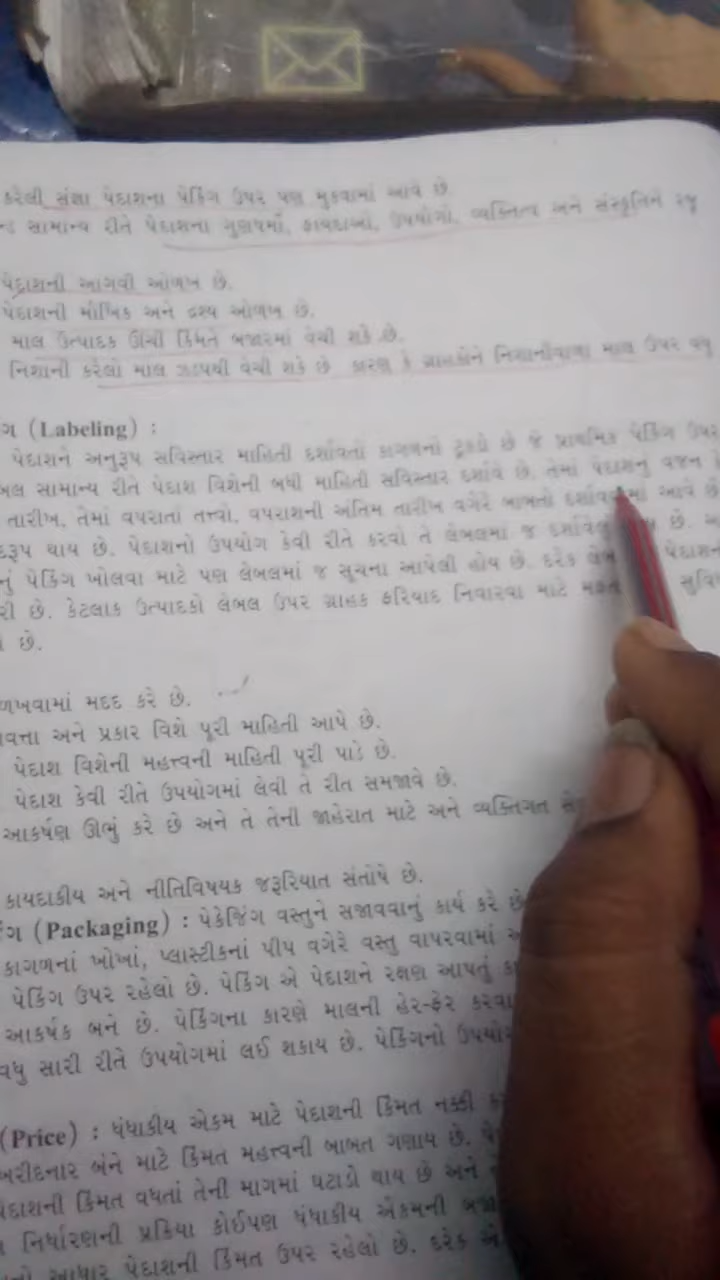 કરેલી સંજ્ઞા પેદાશના પેકિંગ ઉપર પણ મુકવામાં આવે છે.
સામાન્ય રીતે પેદાશના ગુણધર્મો, ફાયદાઓ, ઉપયોગો, વ્યક્તિત્વ અને સંસ્કૃતિને રજૂ
પેદાશની આગવી ઓળખ છે.
પેદાશની મૌખિક અને દ્રશ્ય ઓળખ છે.
માલ ઉત્પાદક ઊંચી કિંમતે બજારમાં વેચી શકે છે.
નિશાની કરેલો માલ ઝડપથી વેચી શકે છે કારણ કે ગ્રાહકોને નિશાનીવાળા માલ ઉપર વધુ
ગ (Labeling) :
પેદાશને અનુરૂપ સવિસ્તાર માહિતી દર્શાવતો કાગળનો ટૂકડો છે જે પ્રાથમિક પેકિંગ ઉપર
બલ સામાન્ય રીતે પેદાશ વિશેની બધી માહિતી સવિસ્તાર દર્શાવે છે. તેમાં પેદાશનું વજન
તારીખ, તેમાં વપરાતાં તત્ત્વો, વપરાશની અંતિમ તારીખ વગેરે બાબતો દર્શાવવામાં આવે છે
દરૂપ થાય છે. પેદાશનો ઉપયોગ કેવી રીતે કરવો તે લેબલમાં જ છે.
નું પેકિંગ ખોલવા માટે પણ લેબલમાં જ સૂચના આપેલી હોય છે. દરેક પેદાશન
રી છે. કેટલાક ઉત્પાદકો લેબલ ઉપર ગ્રાહક ફરિયાદ નિવારવા માટે સુવિ
છે.
ળખવામાં મદદ કરે છે.
વત્તા અને પ્રકાર વિશે પૂરી માહિતી આપે છે.
પેદાશ વિશેની મહત્ત્વની માહિતી પૂરી પાડે છે.
પેદાશ કેવી રીતે ઉપયોગમાં લેવી તે રીત સમજાવે છે.
આકર્ષણ ઊભું કરે છે અને તે તેની જાહેરાત માટે અને વ્યક્તિગત
કાયદાકીય અને નીતિવિષયક જરૂરિયાત સંતોષે છે.
ગ (Packaging) : પેકેજિંગ વસ્તુને સજાવવાનું કાર્ય કરે છે
કાગળનાં ખોખાં, પ્લાસ્ટીકનાં પીપ વગેરે વસ્તુ વાપરવામાં
પેકિંગ ઉપર રહેલો છે. પેકિંગ એ પેદાશને રક્ષણ આપતું
આકર્ષક બને છે. પેકિંગના કારણે માલની હેર-ફેર કરવા
વધુ સારી રીતે ઉપયોગમાં લઈ શકાય છે. પેકિંગનો ઉપયોગ
(Price) : ધંધાકીય એકમ માટે પેદાશની કિંમત નક્કી
ખરીદનાર બંને માટે કિંમત મહત્ત્વની બાબત ગણાય છે.
પેદાશની કિંમત વધતાં તેની માગમાં ઘટાડો થાય છે અને
નિર્ધારણની પ્રક્રિયા કોઈપણ ધંધાકીય એકમની
આધાર પેદાશની કિંમત ઉપર રહેલો છે. દરેક